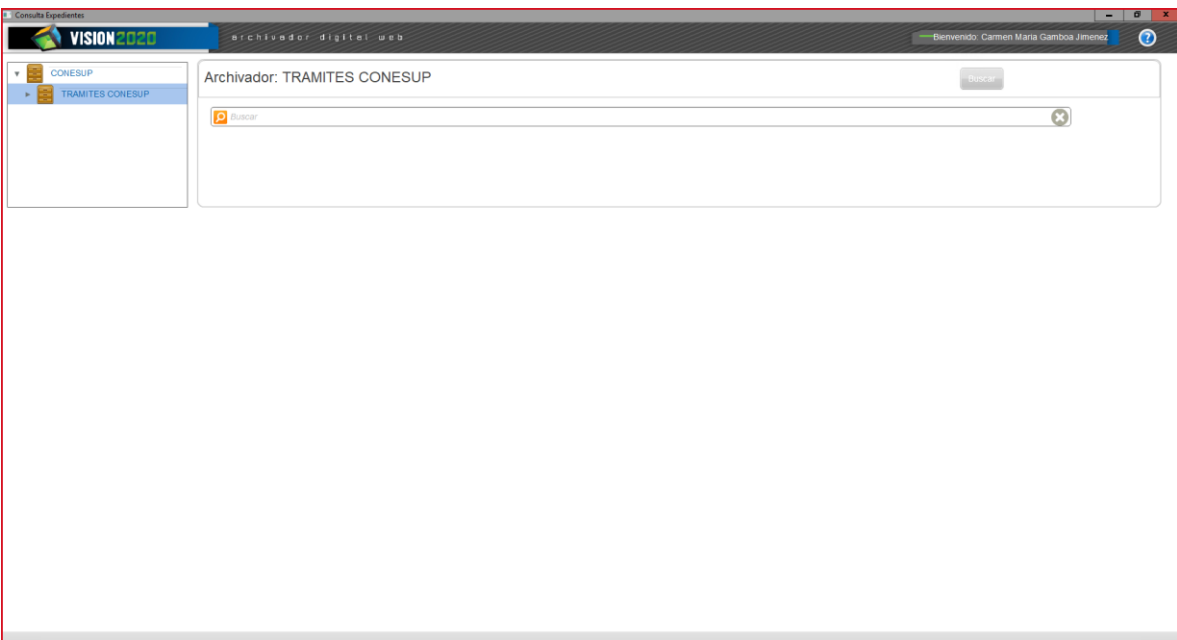 Consulta Expedientes
VISION2020
archivador digital web
Bienvenido: Carmen Maria Gamboa Jimenez
CONESUP
TRAMITES CONESUP
Archivador: TRAMITES CONESUP
Buscar
Buscar